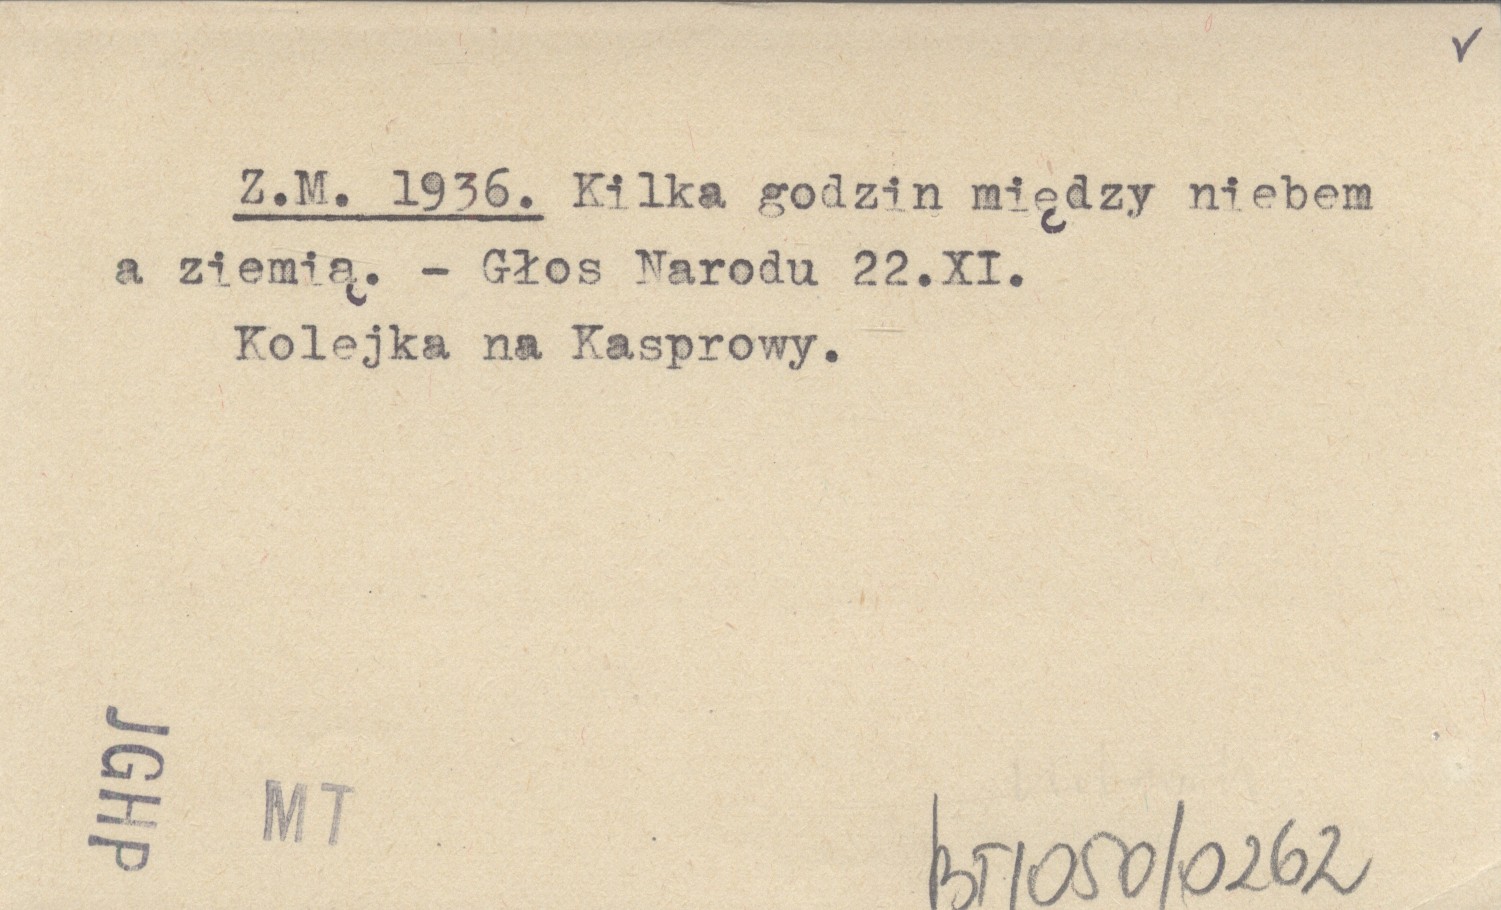 Z.M. 1936. Kilka godzin między niebem
a ziemią. - Głos Narodu 22.XI.
Kolejka na Kasprowy.
JGHP
MT
BT/050/0262